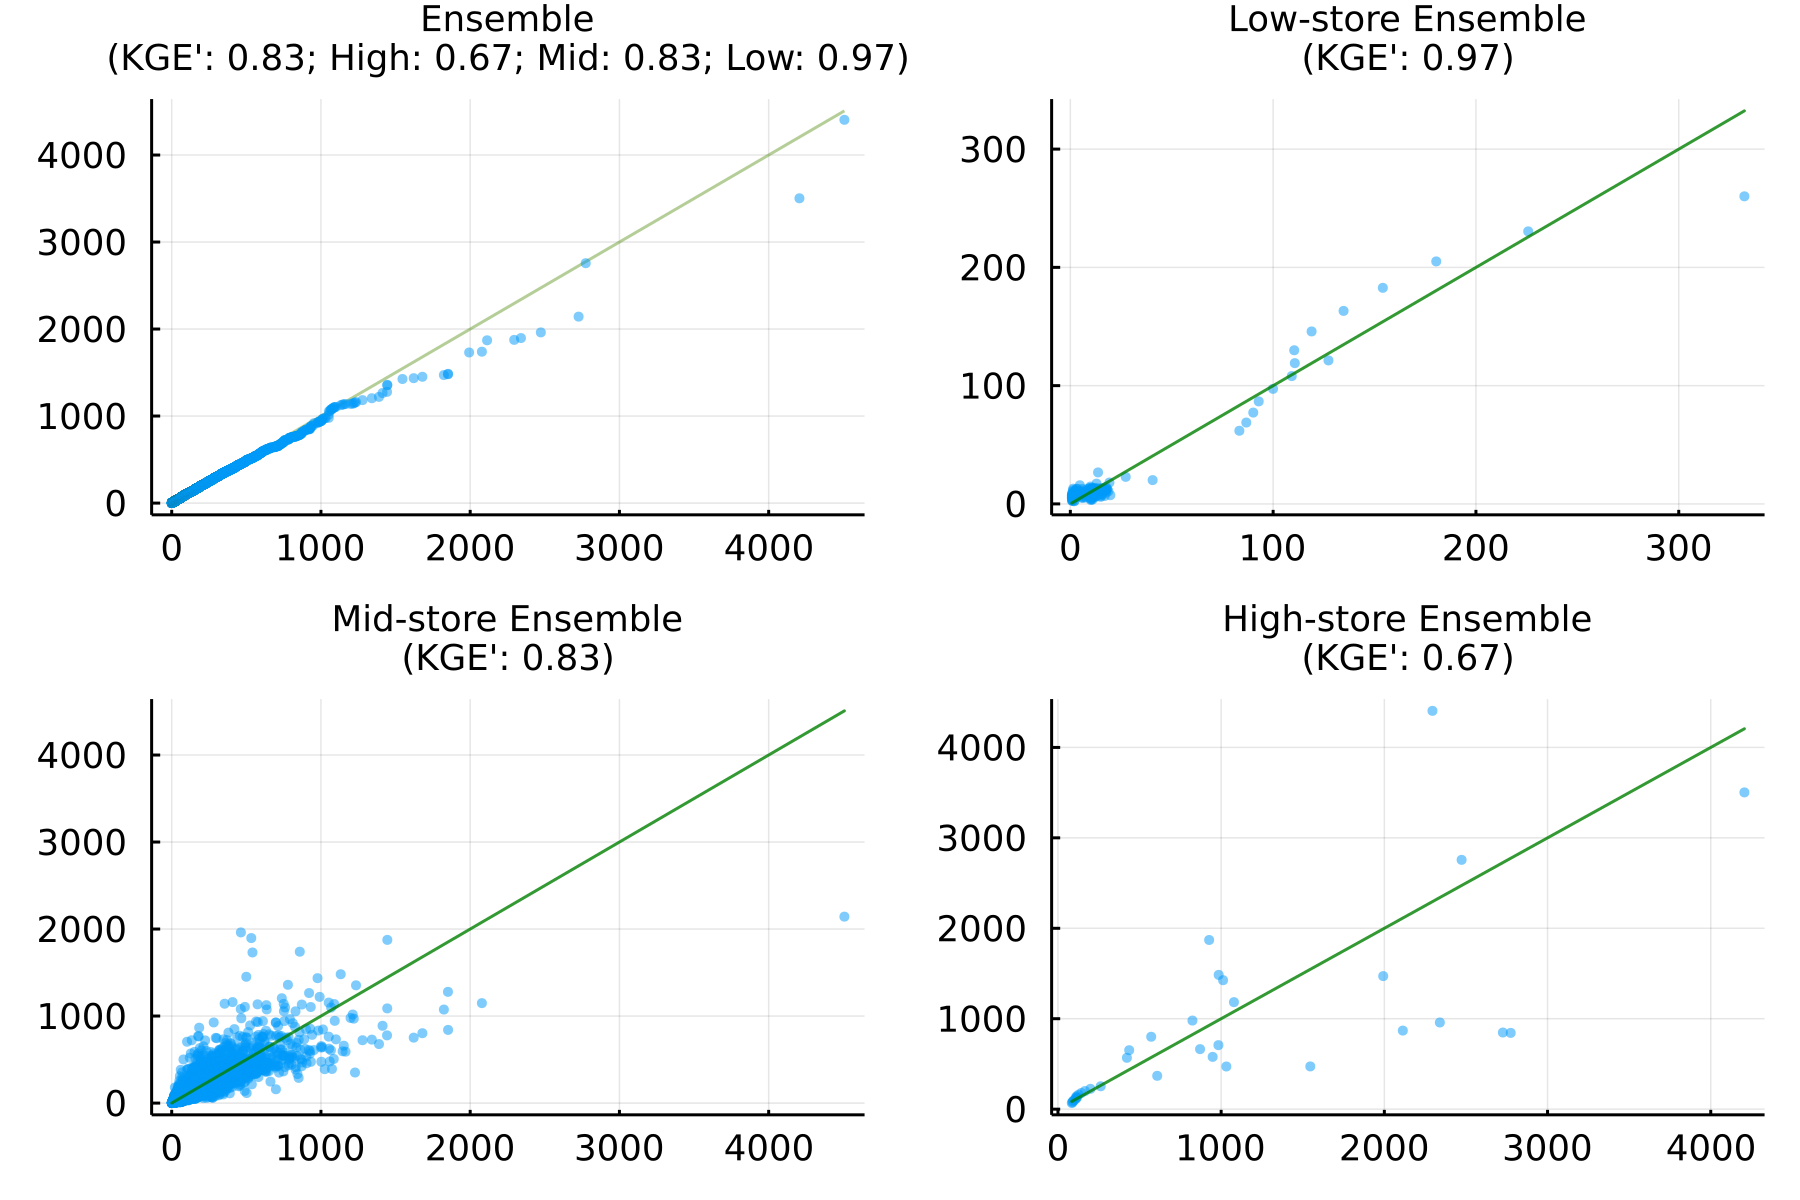 Ensemble
(KGE': 0.83; High: 0.67; Mid: 0.83; Low: 0.97)
4000
3000
2000
1000
0
0 1000 2000 3000 4000
Low-store Ensemble
(KGE': 0.97)
300
200
100
0
0 100 200 300
Mid-store Ensemble
(KGE': 0.83)
4000
3000
2000
1000
0
0 1000 2000 3000 4000
High-store Ensemble
(KGE': 0.67)
4000
3000
2000
1000
0
0 1000 2000 3000 4000